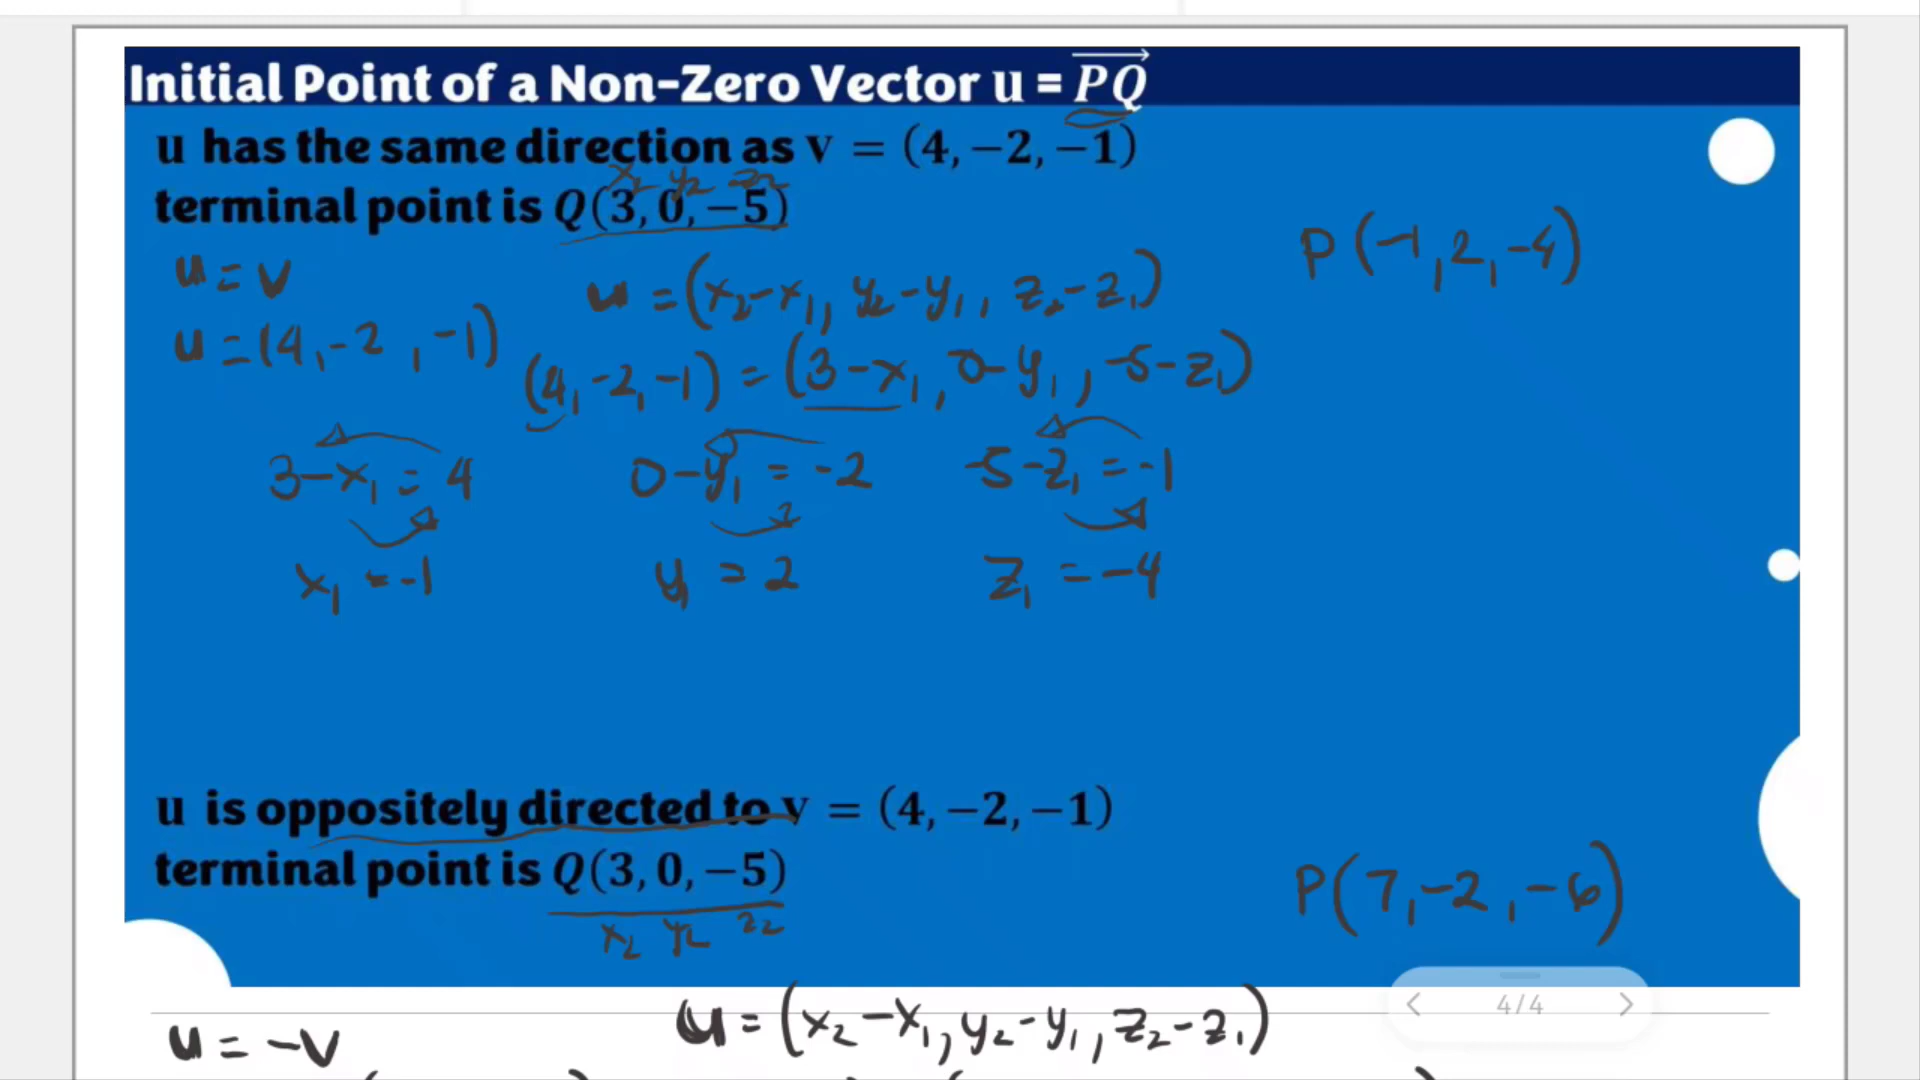 Initial Point of a Non-Zero Vector u = PQ
u has the same direction as v = (4, −2, −1)
x₂ y₂ z₂
terminal point is Q(3, 0, −5)
P(-1, 2, -4)
u = v
u = (x₂-x₁, y₂-y₁, z₂-z₁)
u = (4, -2, -1)
(4, -2, -1) = (3-x₁, 0-y₁, -5-z₁)
3-x₁ = 4
0-y₁ = -2
-5-z₁ = -1
x₁ = -1
y₁ = 2
z₁ = -4
u is oppositely directed to v = (4, −2, −1)
terminal point is Q(3, 0, −5)
x₂ y₂ z₂
P(7, -2, -6)
4/4
u = -v
u = (x₂-x₁, y₂-y₁, z₂-z₁)